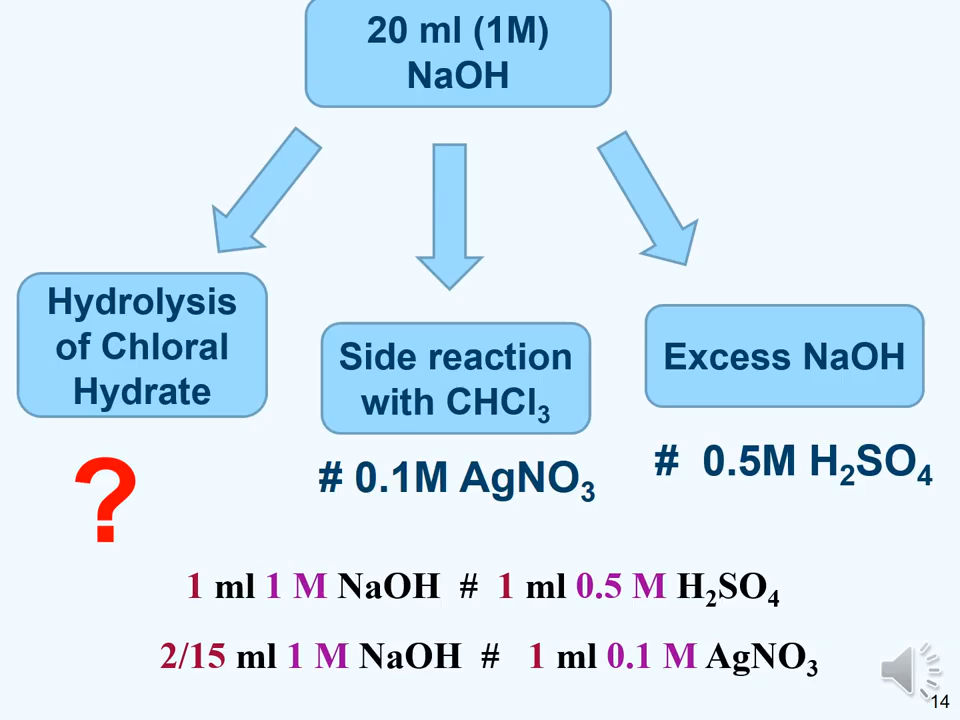 20 ml (1M)
NaOH
Hydrolysis
of Chloral
Hydrate
Side reaction
with CHCl₃
Excess NaOH
?
# 0.1M AgNO₃
# 0.5M H₂SO₄
1 ml 1 M NaOH # 1 ml 0.5 M H₂SO₄
2/15 ml 1 M NaOH # 1 ml 0.1 M AgNO₃
14